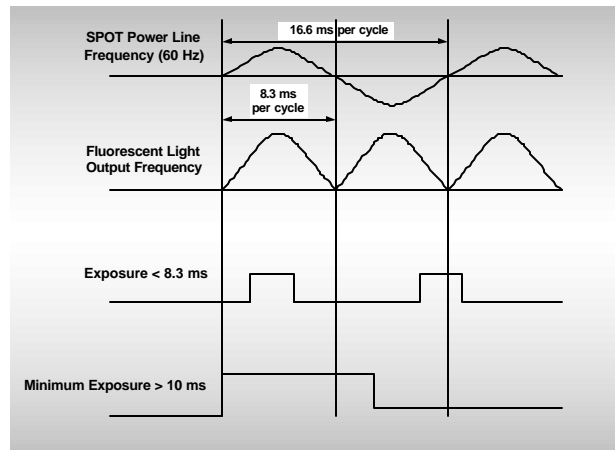 SPOT Power Line
Frequency (60 Hz)
16.6 ms per cycle
8.3 ms
per cycle
Fluorescent Light
Output Frequency
Exposure < 8.3 ms
Minimum Exposure > 10 ms